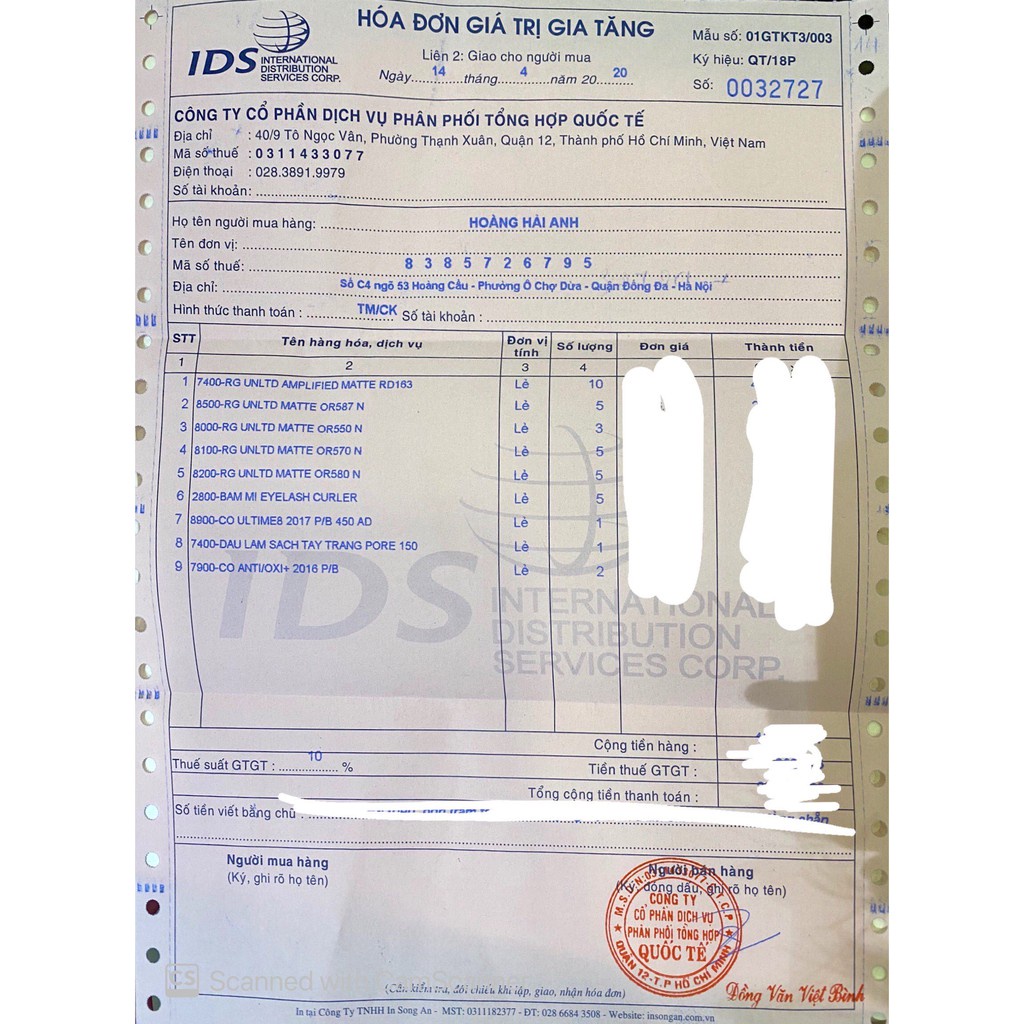 HÓA ĐƠN GIÁ TRỊ GIA TĂNG
Liên 2: Giao cho người mua
Ngày 14 tháng 4 năm 20 20
IDS INTERNATIONAL
DISTRIBUTION
SERVICES CORP.
Mẫu số: 01GTKT3/003
Ký hiệu: QT/18P
Số: 0032727
CÔNG TY CỔ PHẦN DỊCH VỤ PHÂN PHỐI TỔNG HỢP QUỐC TẾ
Địa chỉ : 40/9 Tô Ngọc Vân, Phường Thạnh Xuân, Quận 12, Thành phố Hồ Chí Minh, Việt Nam
Mã số thuế : 0311433077
Điện thoại : 028.3891.9979
Số tài khoản:
Họ tên người mua hàng: HOÀNG HẢI ANH
Tên đơn vị:
Mã số thuế: 8385726795
Địa chỉ: Số C4 ngõ 53 Hoàng Cầu - Phường Ô Chợ Dừa - Quận Đống Đa - Hà Nội
Hình thức thanh toán : TM/CK Số tài khoản :
STT Tên hàng hóa, dịch vụ Đơn vị tính Số lượng Đơn giá Thành tiền
1 2 3 4
1 7400-RG UNLTD AMPLIFIED MATTE RD163 Lẻ 10
2 8500-RG UNLTD MATTE OR587 N Lẻ 5
3 8000-RG UNLTD MATTE OR550 N Lẻ 3
4 8100-RG UNLTD MATTE OR570 N Lẻ 5
5 8200-RG UNLTD MATTE OR580 N Lẻ 5
6 2800-BAM MI EYELASH CURLER Lẻ 5
7 8900-CO ULTIME8 2017 P/B 450 AD Lẻ 1
8 7400-DAU LAM SACH TAY TRANG PORE 150 Lẻ 1
9 7900-CO ANTI/OXI+ 2016 P/B Lẻ 2
IDS INTERNATIONAL
DISTRIBUTION
SERVICES CORP.
Cộng tiền hàng :
Thuế suất GTGT : 10 % Tiền thuế GTGT :
Tổng cộng tiền thanh toán :
Số tiền viết bằng chữ : chẵn
Người mua hàng
(Ký, ghi rõ họ tên)
Người bán hàng
(Ký, đóng dấu, ghi rõ họ tên)
CÔNG TY
CỔ PHẦN DỊCH VỤ
PHÂN PHỐI TỔNG HỢP
QUỐC TẾ
QUẬN 12-T.P HỒ CHÍ MINH
Đồng Văn Việt Bình
CS Scanned
(Cần kiểm tra, đối chiếu khi lập, giao, nhận hóa đơn)
In tại Công Ty TNHH In Song An - MST: 0311182377 - ĐT: 028 6684 3508 - Website: insongan.com.vn